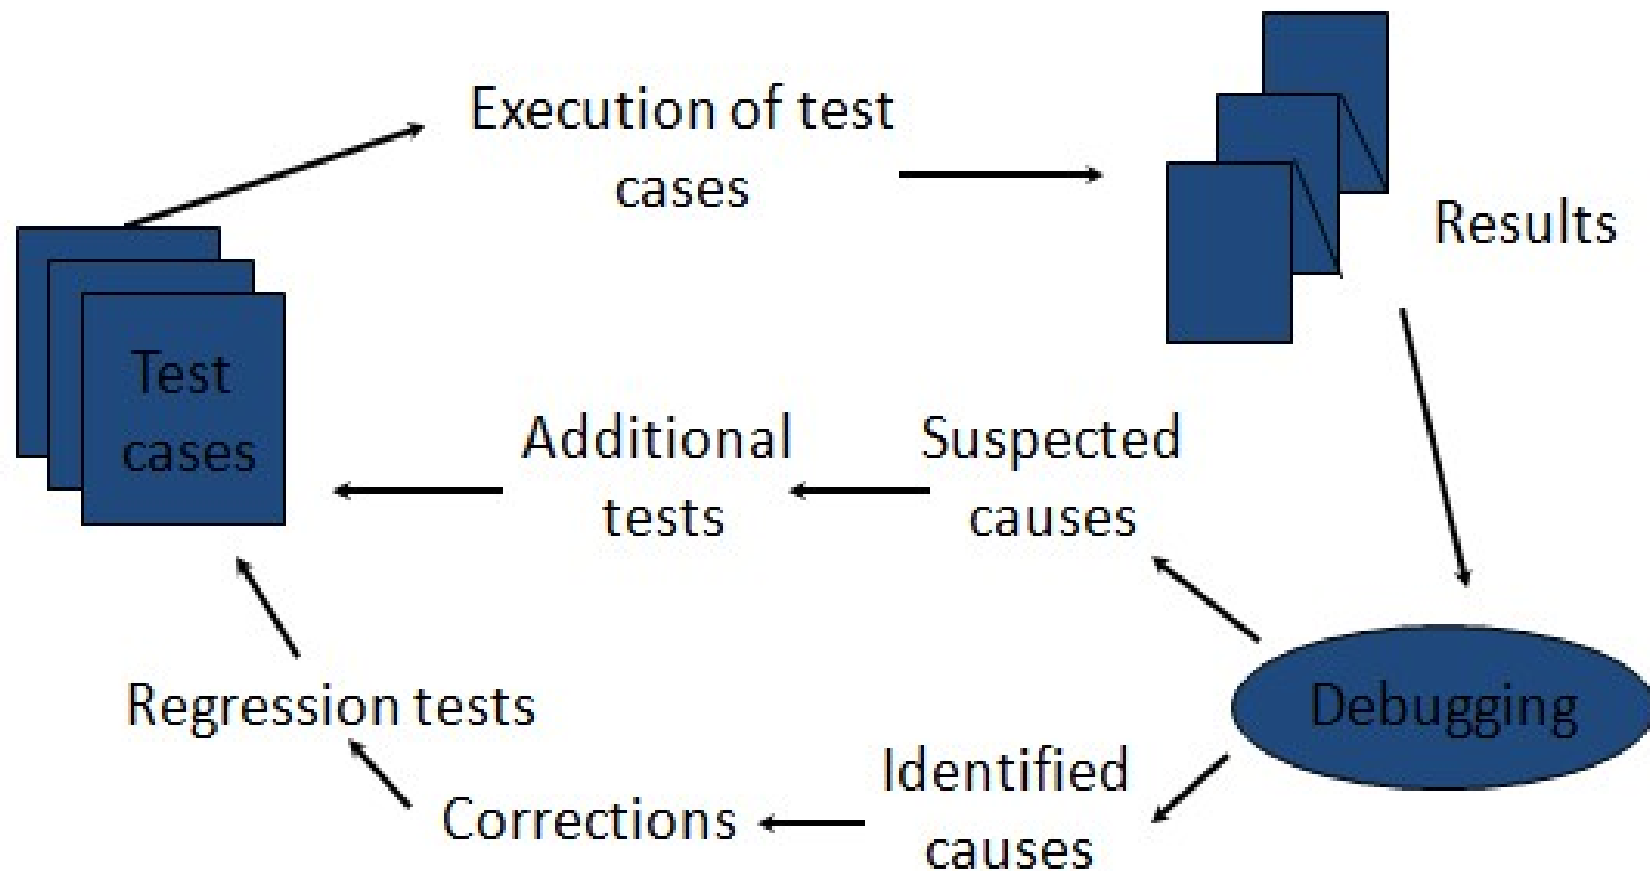 Execution of test
cases
Results
Test
cases
Additional
tests
Suspected
causes
Debugging
Regression tests
Identified
causes
Corrections